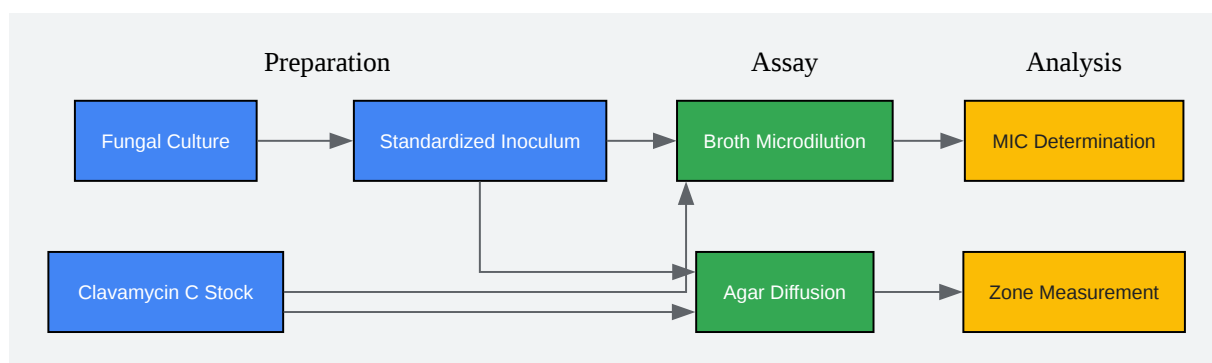 Preparation
Assay
Analysis
Fungal Culture
Standardized Inoculum
Broth Microdilution
MIC Determination
Clavamycin C Stock
Agar Diffusion
Zone Measurement